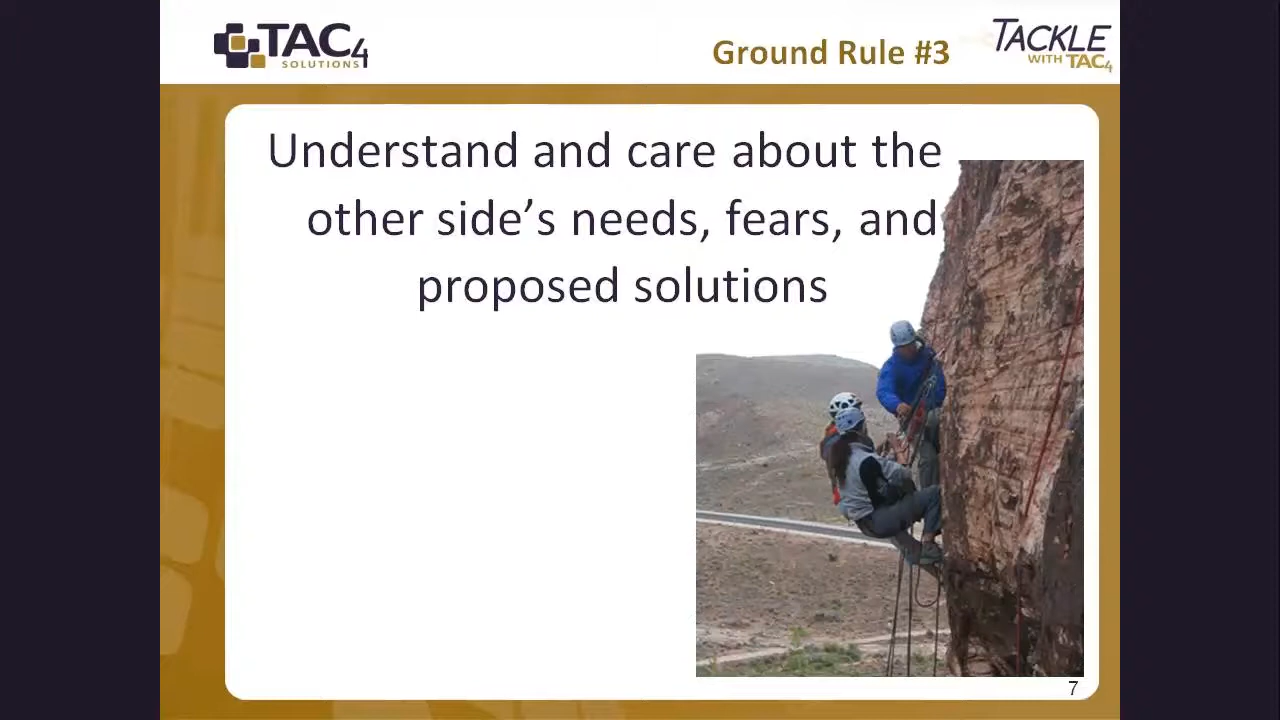 TAC4
SOLUTIONS
Ground Rule #3
TACKLE
WITH TAC4
Understand and care about the
other side’s needs, fears, and
proposed solutions
7